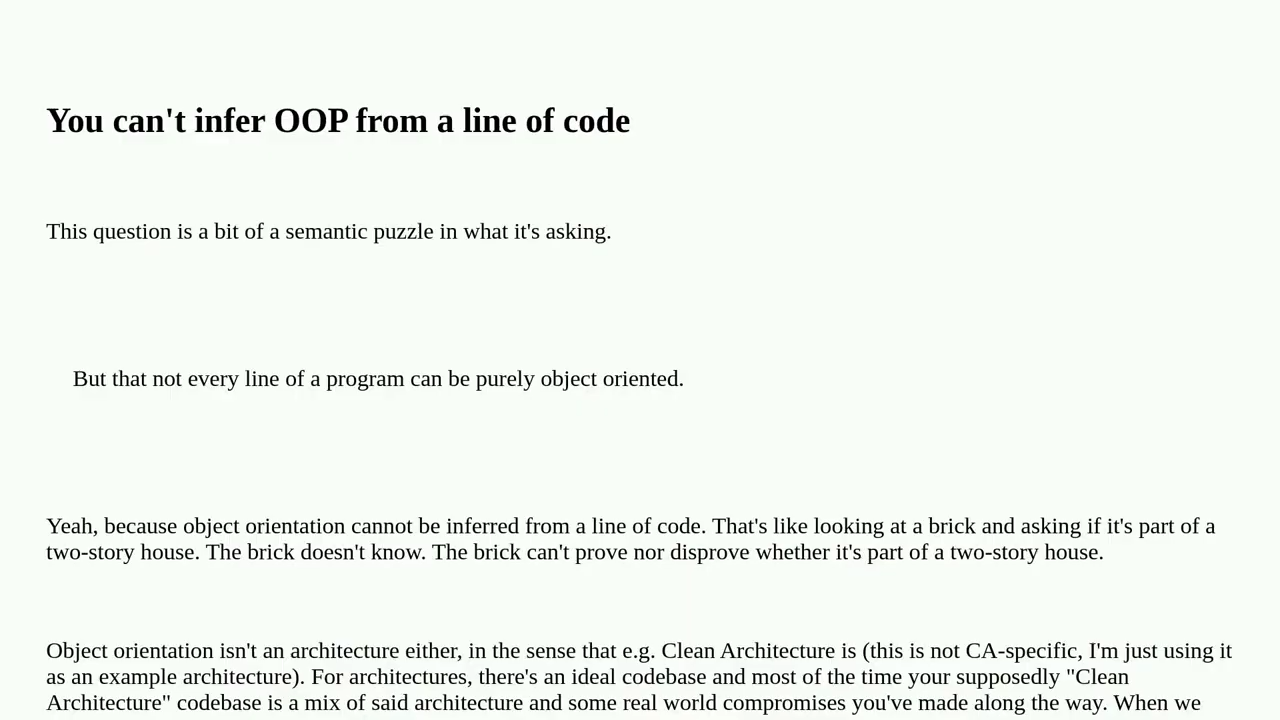 You can't infer OOP from a line of code
This question is a bit of a semantic puzzle in what it's asking.
But that not every line of a program can be purely object oriented.
Yeah, because object orientation cannot be inferred from a line of code. That's like looking at a brick and asking if it's part of a
two-story house. The brick doesn't know. The brick can't prove nor disprove whether it's part of a two-story house.
Object orientation isn't an architecture either, in the sense that e.g. Clean Architecture is (this is not CA-specific, I'm just using it
as an example architecture). For architectures, there's an ideal codebase and most of the time your supposedly "Clean
Architecture" codebase is a mix of said architecture and some real world compromises you've made along the way. When we